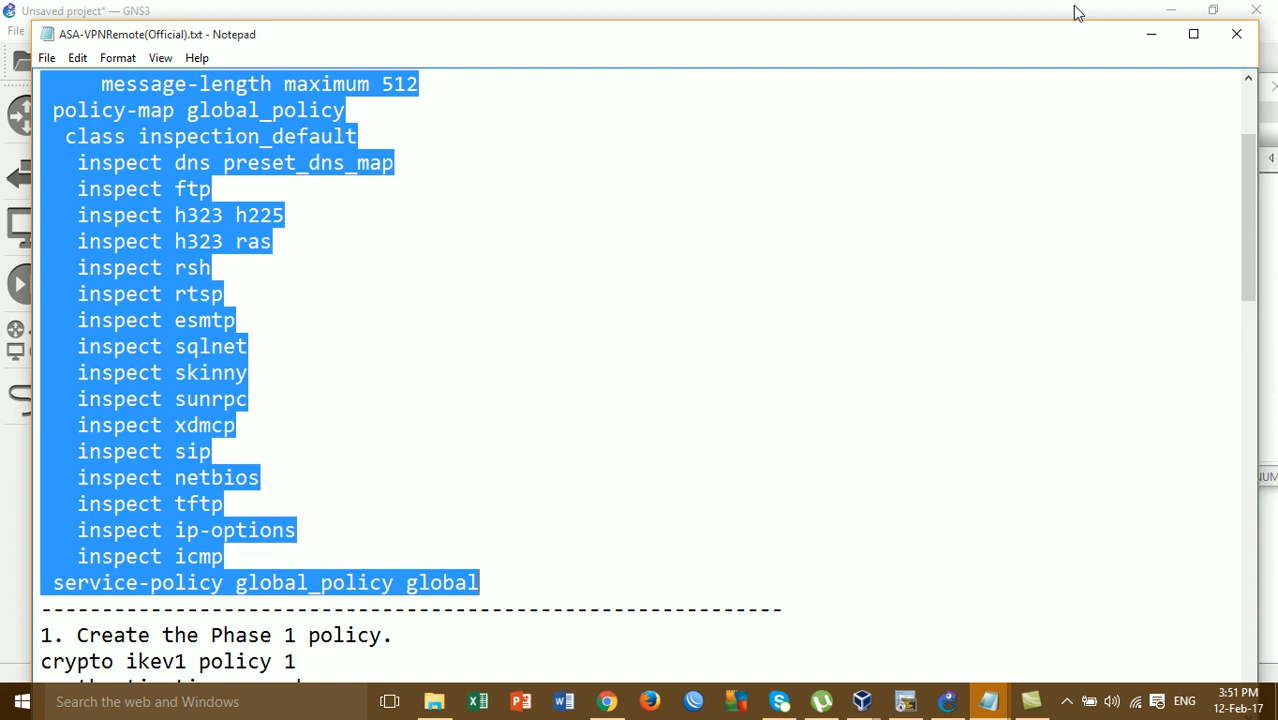 Unsaved project* — GNS3
File
ASA-VPNRemote(Official).txt - Notepad
File Edit Format View Help
message-length maximum 512
policy-map global_policy
class inspection_default
inspect dns preset_dns_map
inspect ftp
inspect h323 h225
inspect h323 ras
inspect rsh
inspect rtsp
inspect esmtp
inspect sqlnet
inspect skinny
inspect sunrpc
inspect xdmcp
inspect sip
inspect netbios
NUM
inspect tftp
inspect ip-options
inspect icmp
service-policy global_policy global
-------------------------------------------------------------
1. Create the Phase 1 policy.
crypto ikev1 policy 1
Search the web and Windows
ENG
3:51 PM
12-Feb-17